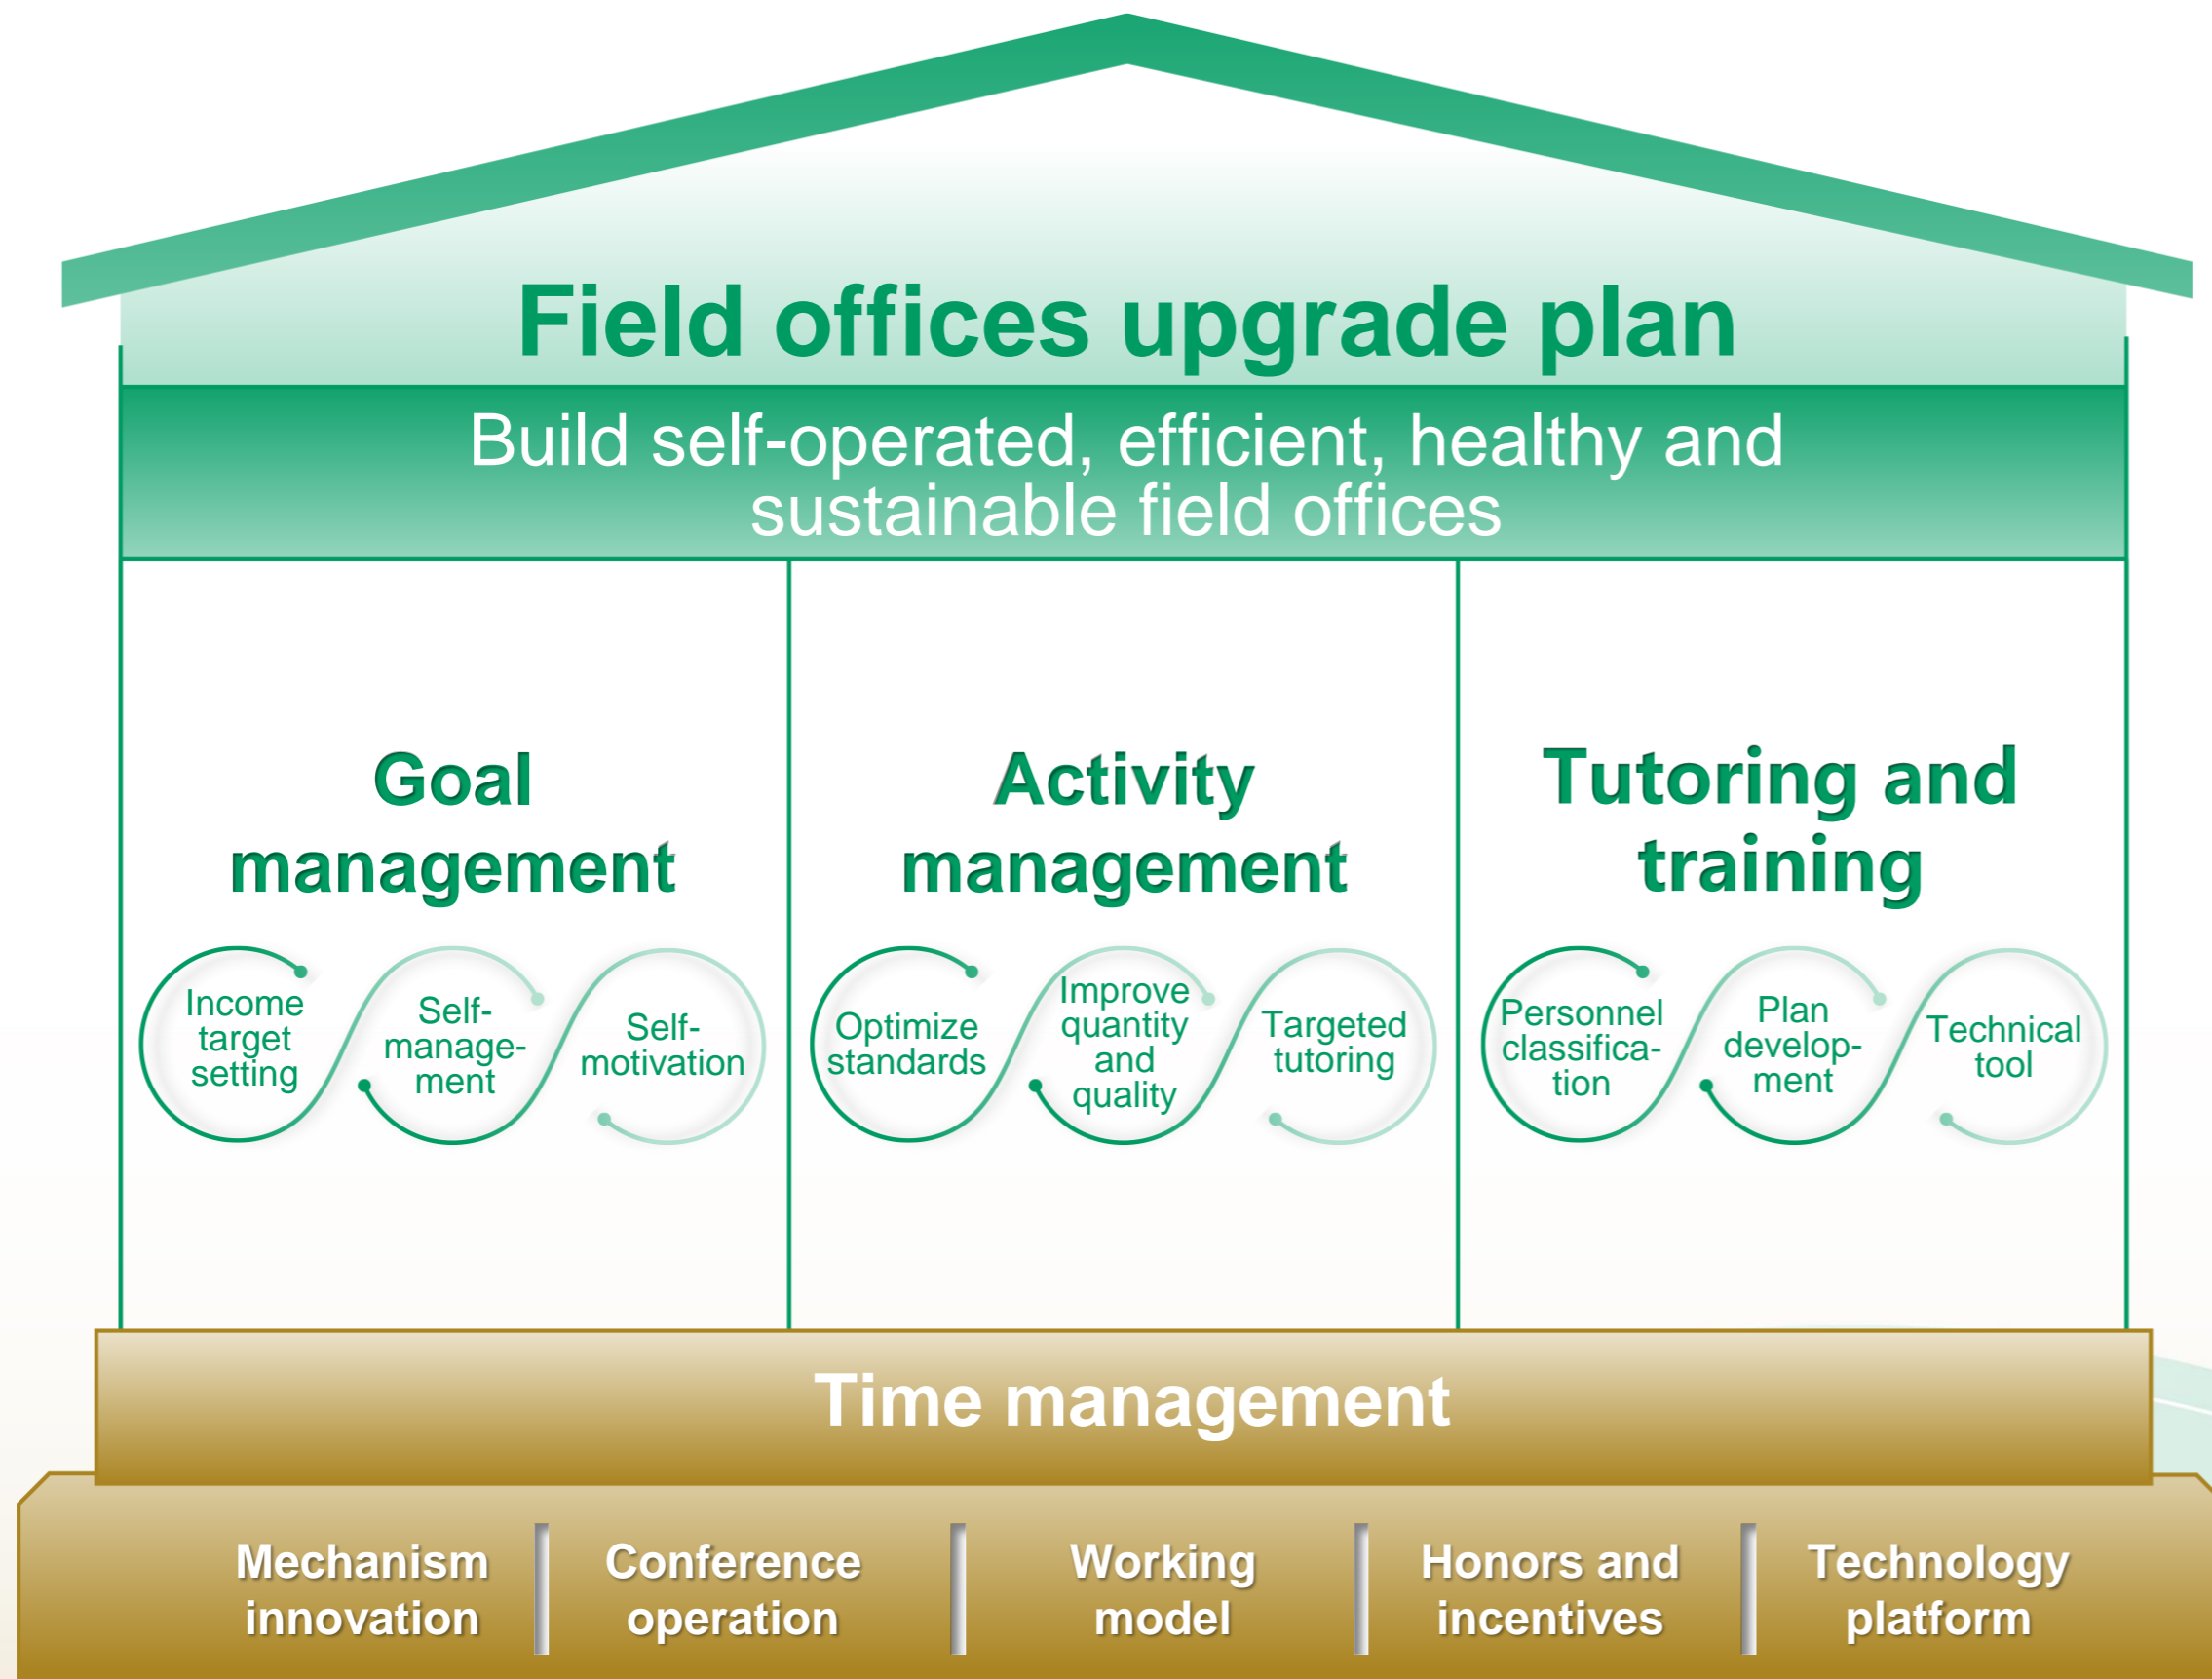 Field offices upgrade plan
Build self-operated, efficient, healthy and
sustainable field offices
Goal
management
Income
target
setting
Self-
manage-
ment
Self-
motivation
Activity
management
Optimize
standards
Improve
quantity
and
quality
Targeted
tutoring
Tutoring and
training
Personnel
classifica-
tion
Plan
develop-
ment
Technical
tool
Time management
Mechanism
innovation
Conference
operation
Working
model
Honors and
incentives
Technology
platform